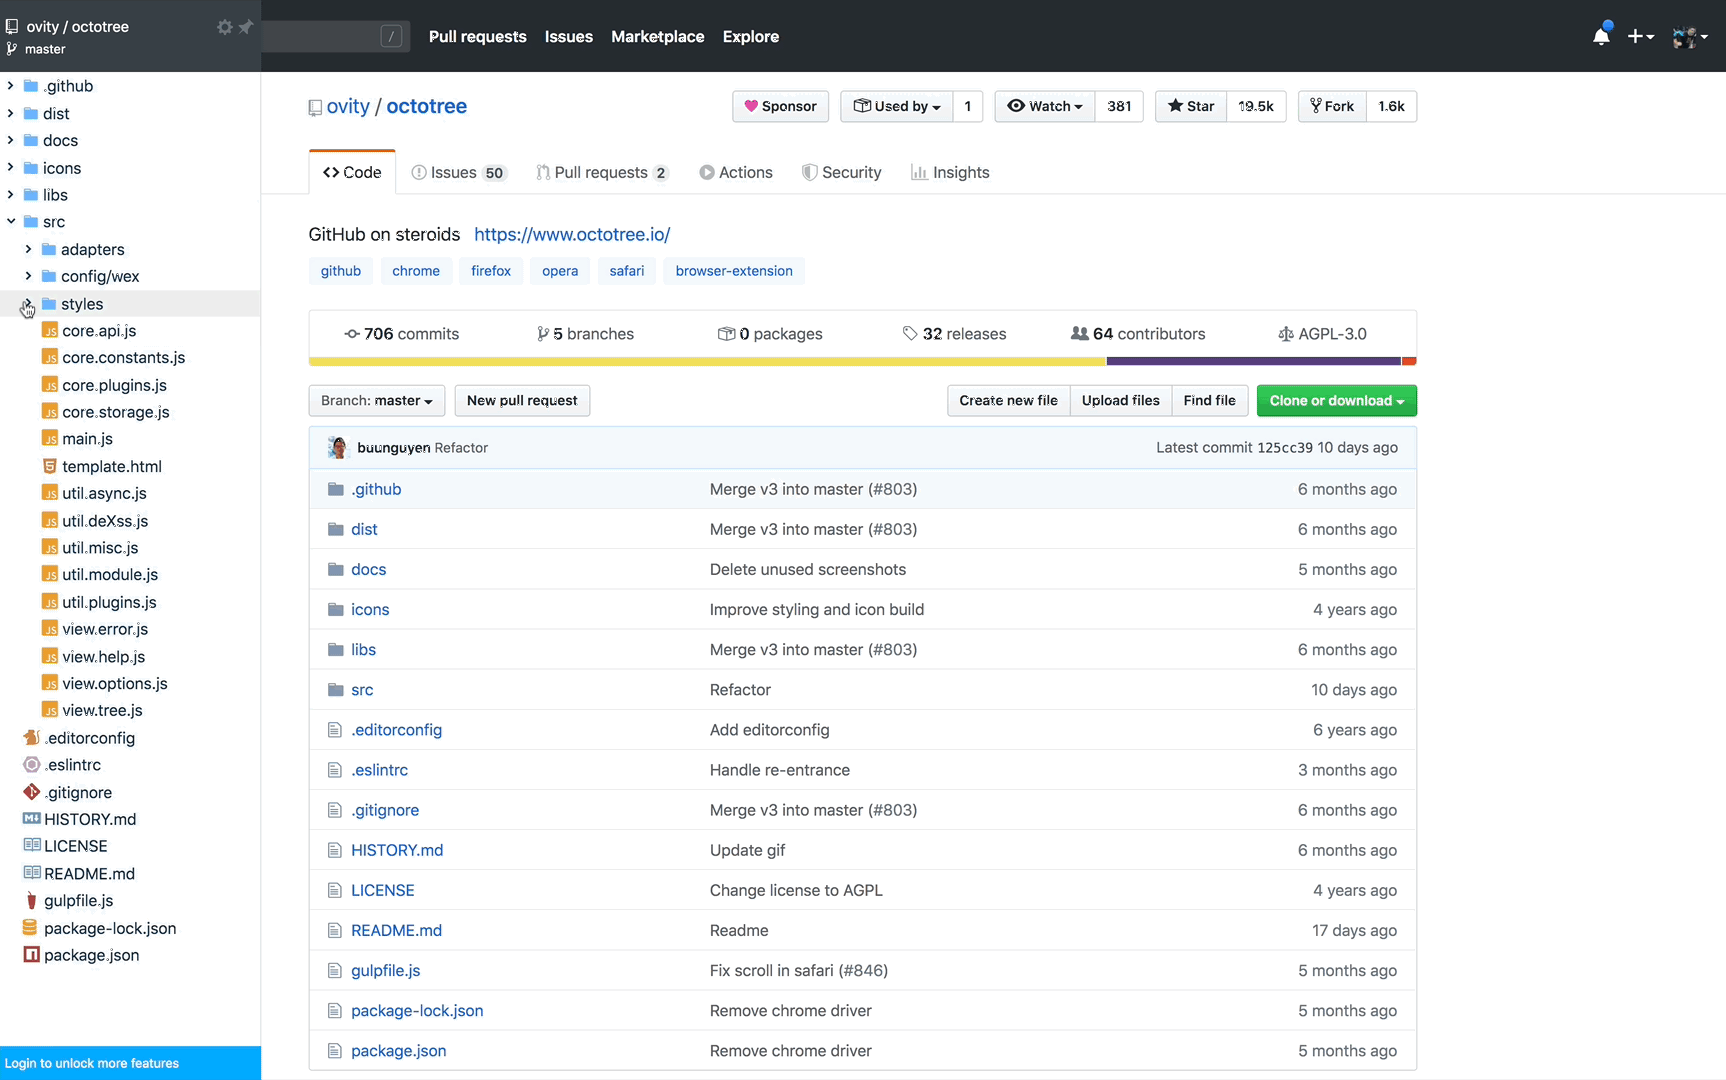 ovity / octotree
master
.github
dist
docs
icons
libs
src
adapters
config/wex
styles
core.api.js
core.constants.js
core.plugins.js
core.storage.js
main.js
template.html
util.async.js
util.deXss.js
util.misc.js
util.module.js
util.plugins.js
view.error.js
view.help.js
view.options.js
view.tree.js
.editorconfig
.eslintrc
.gitignore
HISTORY.md
LICENSE
README.md
gulpfile.js
package-lock.json
package.json
Login to unlock more features
/ Pull requests Issues Marketplace Explore
ovity / octotree
Sponsor Used by 1 Watch 381 Star 19.5k Fork 1.6k
Code Issues 50 Pull requests 2 Actions Security Insights
GitHub on steroids https://www.octotree.io/
github chrome firefox opera safari browser-extension
706 commits 5 branches 0 packages 32 releases 64 contributors AGPL-3.0
Branch: master New pull request Create new file Upload files Find file Clone or download
buunguyen Refactor Latest commit 125cc39 10 days ago
.github Merge v3 into master (#803) 6 months ago
dist Merge v3 into master (#803) 6 months ago
docs Delete unused screenshots 5 months ago
icons Improve styling and icon build 4 years ago
libs Merge v3 into master (#803) 6 months ago
src Refactor 10 days ago
.editorconfig Add editorconfig 6 years ago
.eslintrc Handle re-entrance 3 months ago
.gitignore Merge v3 into master (#803) 6 months ago
HISTORY.md Update gif 6 months ago
LICENSE Change license to AGPL 4 years ago
README.md Readme 17 days ago
gulpfile.js Fix scroll in safari (#846) 5 months ago
package-lock.json Remove chrome driver 5 months ago
package.json Remove chrome driver 5 months ago